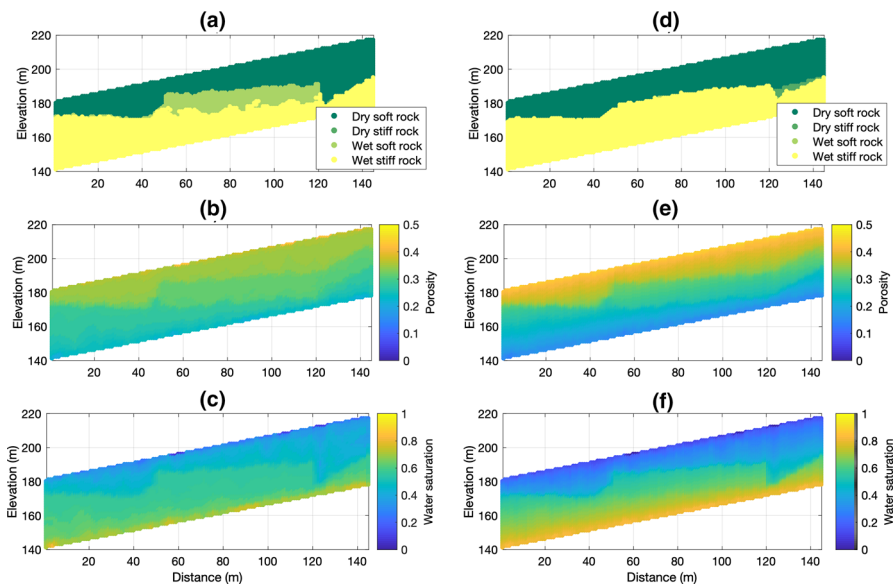 (a)
220
200
180
160
140
Elevation (m)
20 40 60 80 100 120 140
Dry soft rock
Dry stiff rock
Wet soft rock
Wet stiff rock
(d)
220
200
180
160
140
Elevation (m)
20 40 60 80 100 120 140
Dry soft rock
Dry stiff rock
Wet soft rock
Wet stiff rock
(b)
220
200
180
160
140
Elevation (m)
20 40 60 80 100 120 140
0.5
0.4
0.3
0.2
0.1
0
Porosity
(e)
220
200
180
160
140
Elevation (m)
20 40 60 80 100 120 140
0.5
0.4
0.3
0.2
0.1
0
Porosity
(c)
220
200
180
160
140
Elevation (m)
20 40 60 80 100 120 140
Distance (m)
1
0.8
0.6
0.4
0.2
0
Water saturation
(f)
220
200
180
160
140
Elevation (m)
20 40 60 80 100 120 140
Distance (m)
1
0.8
0.6
0.4
0.2
0
Water saturation